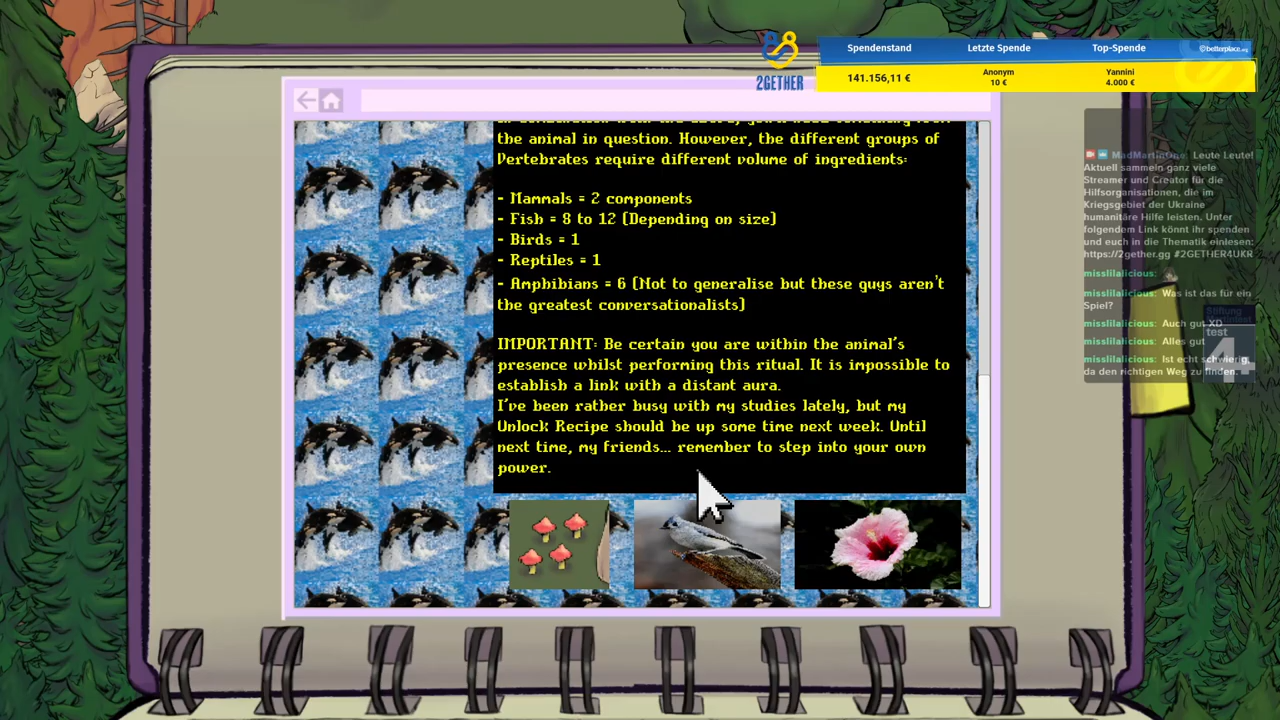 Spendenstand
Letzte Spende
Top-Spende
©betterplace.org
2GETHER
141.156,11 €
Anonym
10 €
Yannini
4.000 €
the animal in question. However, the different groups of
Vertebrates require different volume of ingredients:
- Mammals = 2 components
- Fish = 8 to 12 (Depending on size)
- Birds = 1
- Reptiles = 1
- Amphibians = 6 (Not to generalise but these guys aren't
the greatest conversationalists)
IMPORTANT: Be certain you are within the animal's
presence whilst performing this ritual. It is impossible to
establish a link with a distant aura.
I've been rather busy with my studies lately, but my
Unlock Recipe should be up some time next week. Until
next time, my friends... remember to step into your own
power.
MadMartinOne: Leute Leute!
Aktuell sammeln ganz viele
Streamer und Creator für die
Hilfsorganisationen, die im
Kriegsgebiet der Ukraine
humanitäre Hilfe leisten. Unter
folgendem Link könnt ihr spenden
und euch in die Thematik einlesen:
https://2gether.gg #2GETHER4UKR
misslilalicious:
misslilalicious: Was ist das für ein
Spiel?
misslilalicious: Auch gut XD
misslilalicious: Alles gut
misslilalicious: Ist echt schwierig,
da den richtigen Weg zu finden.
Stiftung
test